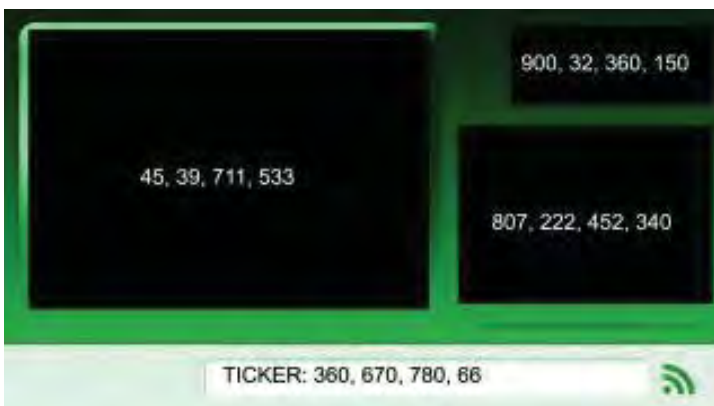 900, 32, 360, 150
45, 39, 711, 533
807, 222, 452, 340
TICKER: 360, 670, 780, 66